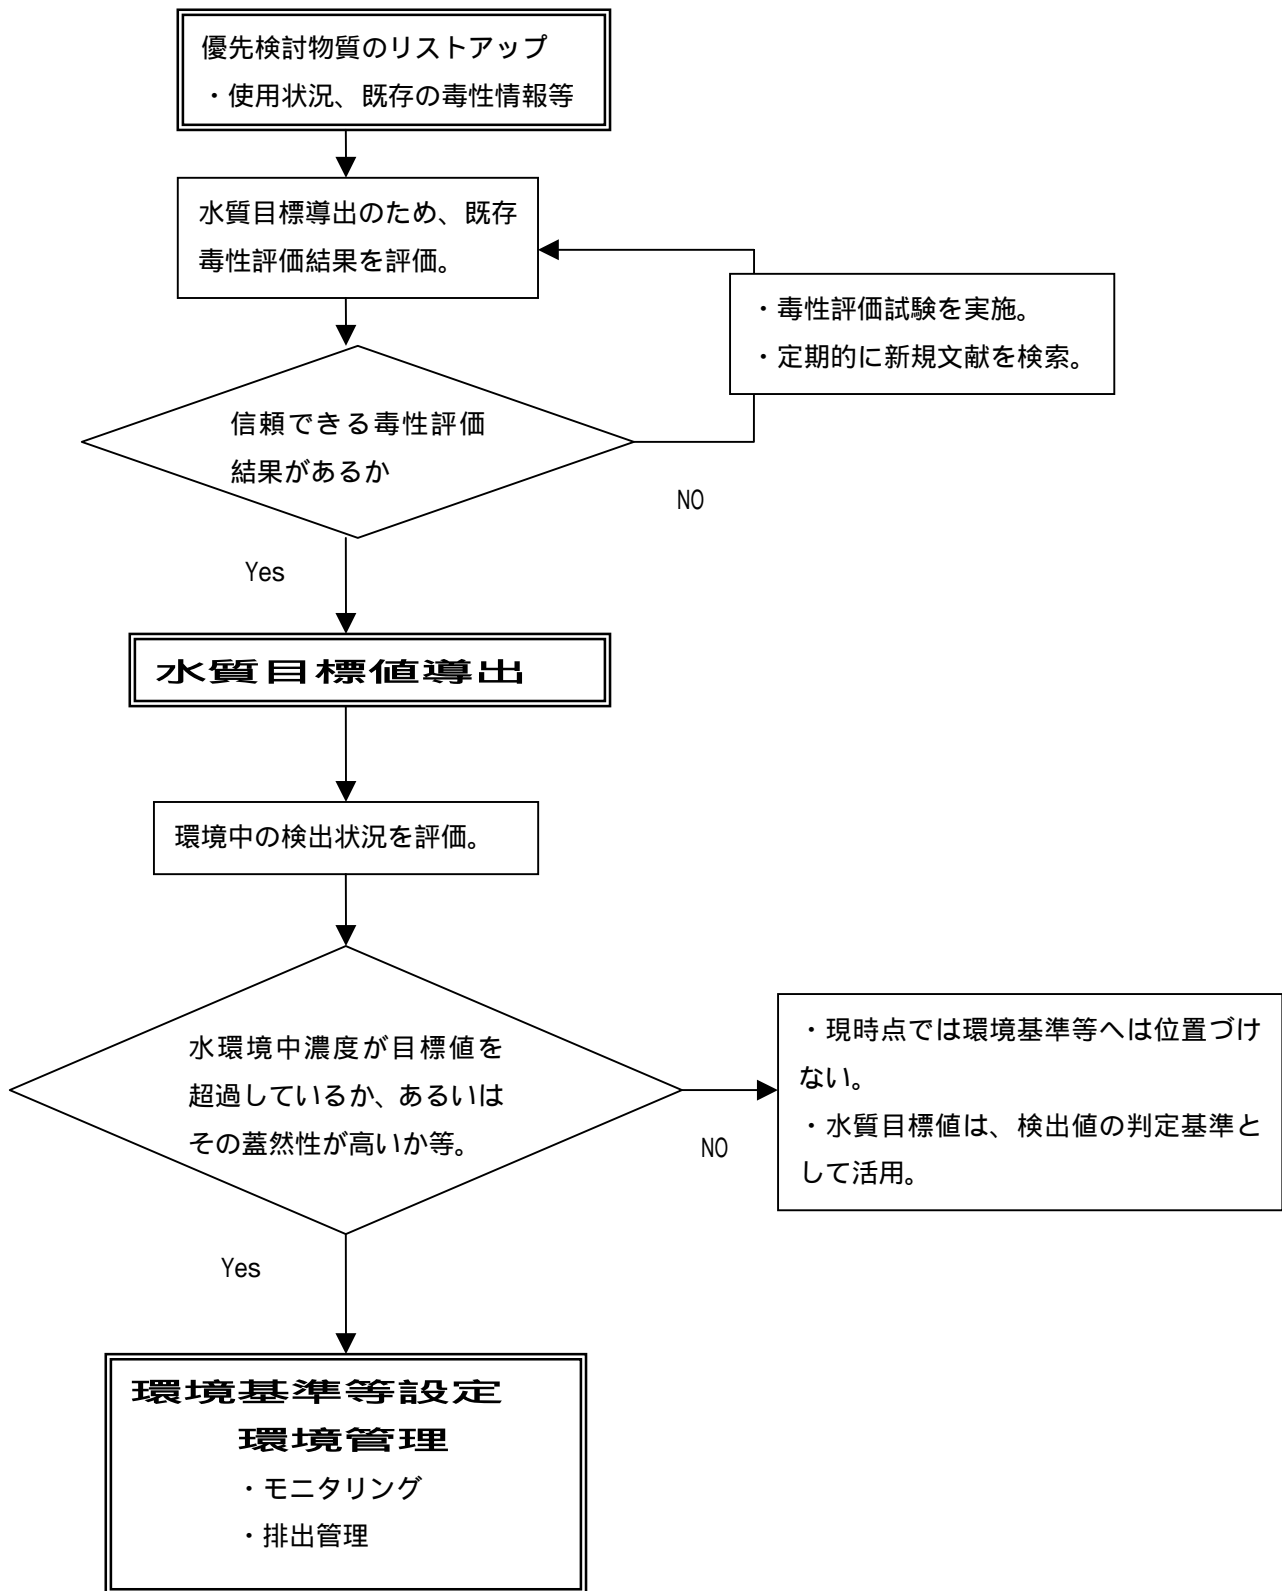 優先検討物質のリストアップ
・使用状況、既存の毒性情報等
水質目標導出のため、既存
毒性評価結果を評価。
・毒性評価試験を実施。
・定期的に新規文献を検索。
信頼できる毒性評価
結果があるか
NO
Yes
水質目標値導出
環境中の検出状況を評価。
水環境中濃度が目標値を
超過しているか、あるいは
その蓋然性が高いか等。
NO
・現時点では環境基準等へは位置づけ
ない。
・水質目標値は、検出値の判定基準と
して活用。
Yes
環境基準等設定
環境管理
・モニタリング
・排出管理